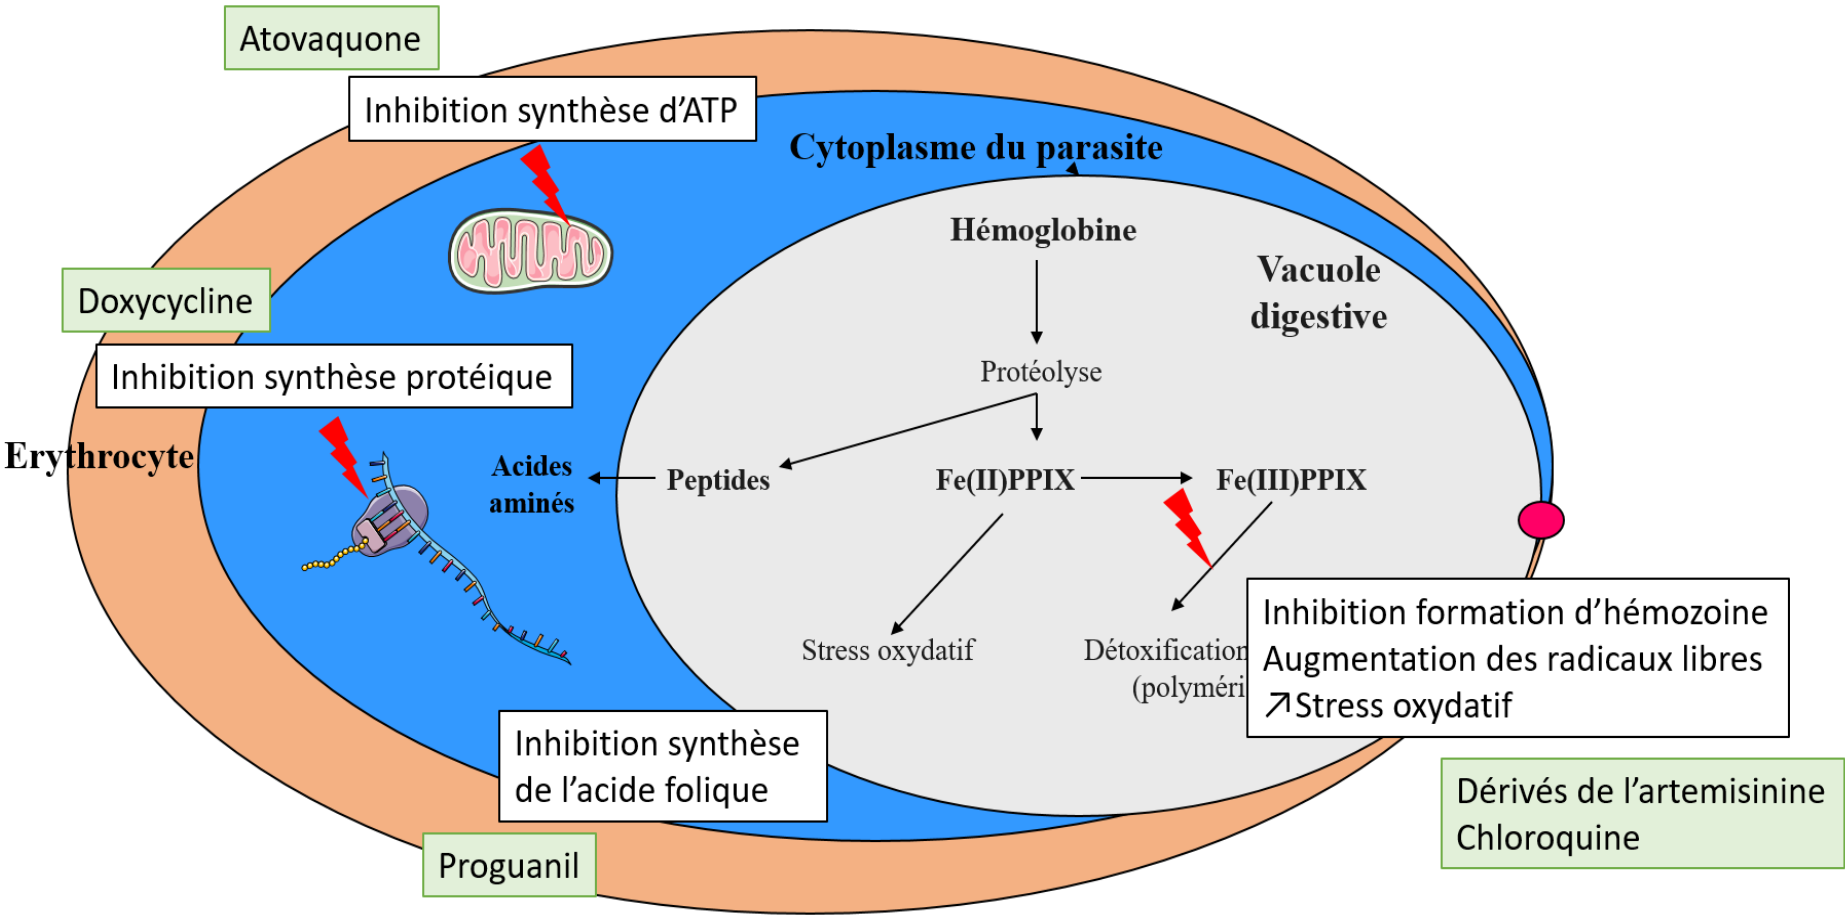 Atovaquone
Inhibition synthèse d’ATP
Cytoplasme du parasite
Hémoglobine
Vacuole
digestive
Doxycycline
Inhibition synthèse protéique
Protéolyse
Erythrocyte
Acides
aminés
Peptides
Fe(II)PPIX
Fe(III)PPIX
Stress oxydatif
Détoxification
(polyméri
Inhibition formation d’hémozoine
Augmentation des radicaux libres
↗Stress oxydatif
Inhibition synthèse
de l’acide folique
Proguanil
Dérivés de l’artemisinine
Chloroquine